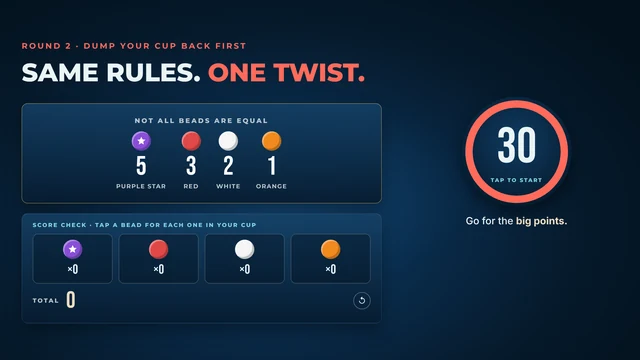 ROUND 2 - DUMP YOUR CUP BACK FIRST
SAME RULES. ONE TWIST.
NOT ALL BEADS ARE EQUAL
5 3 2 1
PURPLE STAR RED WHITE ORANGE
SCORE CHECK · TAP A BEAD FOR EACH ONE IN YOUR CUP
×0 ×0 ×0 ×0
TOTAL 0
30
TAP TO START
Go for the big points.